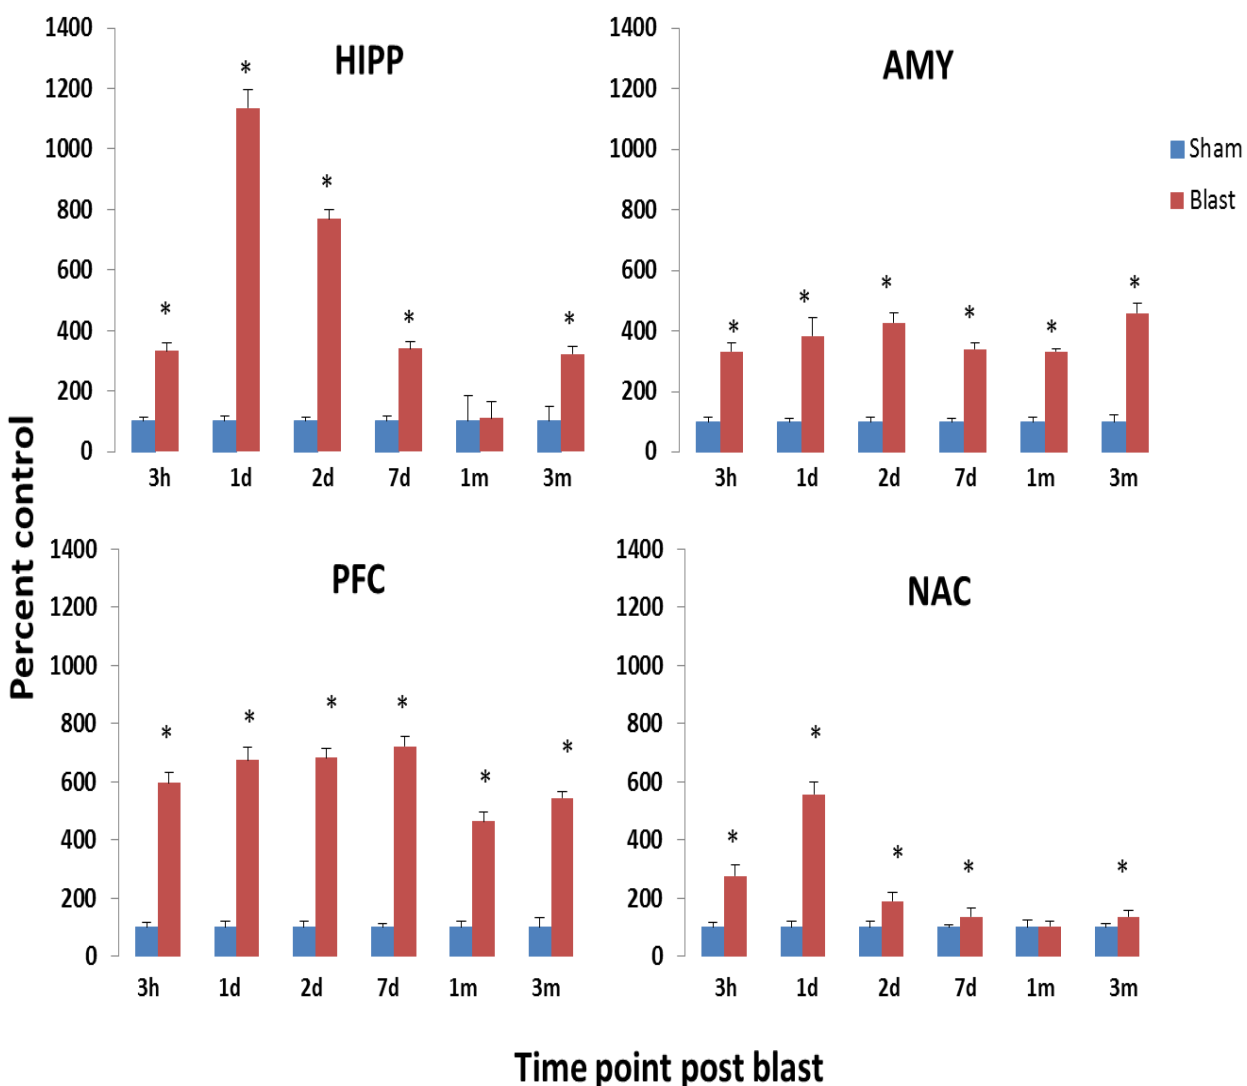 HIPP
1400
1200
1000
800
600
400
200
0
* * * * *
3h 1d 2d 7d 1m 3m
AMY
1400
1200
1000
800
600
400
200
0
* * * * * *
3h 1d 2d 7d 1m 3m
Sham
Blast
Percent control
PFC
1400
1200
1000
800
600
400
200
0
* * * * * *
3h 1d 2d 7d 1m 3m
NAC
1400
1200
1000
800
600
400
200
0
* * * * *
3h 1d 2d 7d 1m 3m
Time point post blast